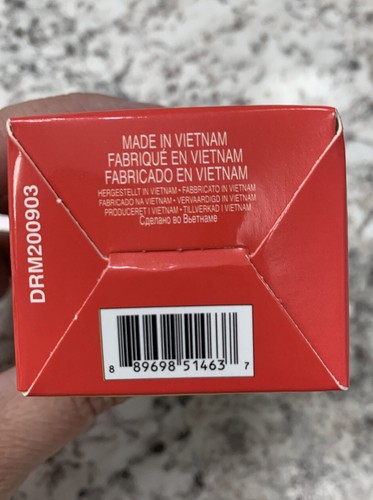 MADE IN VIETNAM
FABRIQUÉ EN VIETNAM
FABRICADO EN VIETNAM
HERGESTELLT IN VIETNAM • FABBRICATO IN VIETNAM
FABRICADO NA VIETNAM • VERVAARDIGD IN VIETNAM
PRODUCERET I VIETNAM • TILLVERKAD I VIETNAM
Сделано во Вьетнаме
DRM200903
8 89698 51463 7